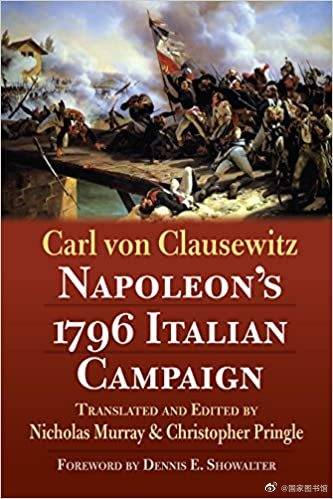 Carl von Clausewitz
Napoleon's
1796 Italian
Campaign
Translated and Edited by
Nicholas Murray & Christopher Pringle
Foreword by Dennis E. Showalter
@国家图书馆